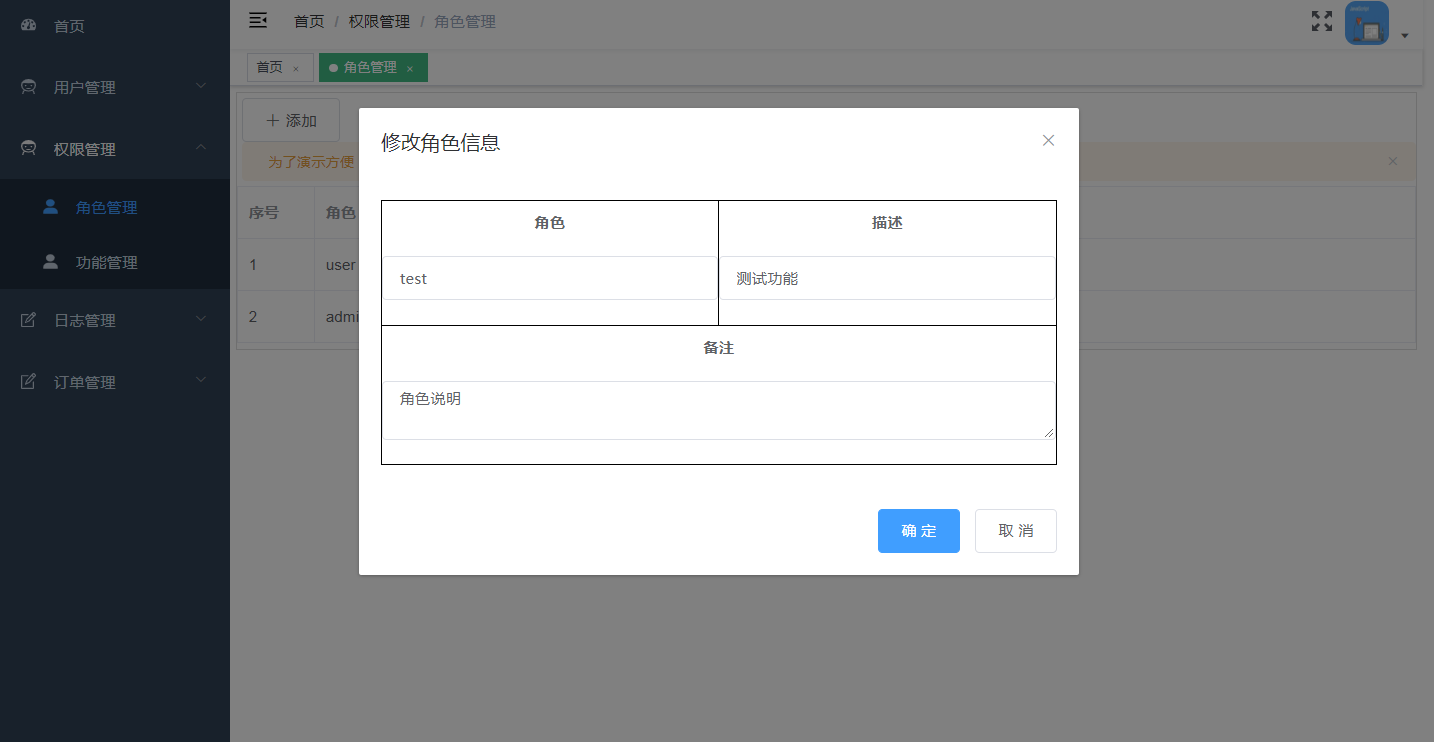 首页
用户管理
权限管理
角色管理
功能管理
日志管理
订单管理
首页 / 权限管理 / 角色管理
首页 × 角色管理 ×
+ 添加
为了演示方便
序号 角色
1 user
2 admi
修改角色信息
角色 描述
test 测试功能
备注
角色说明
确 定 取 消